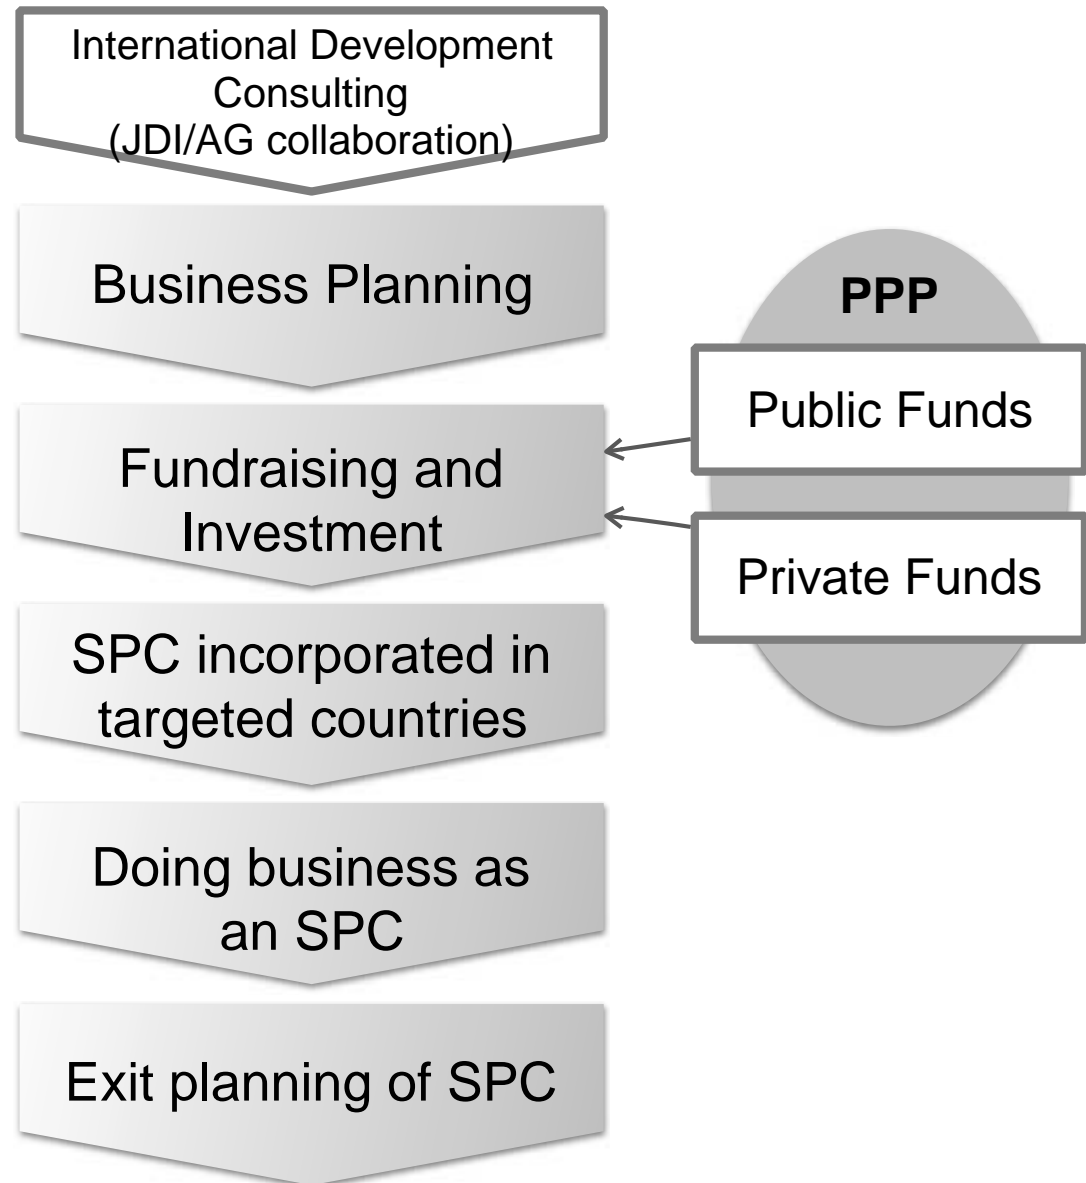 International Development
Consulting
(JDI/AG collaboration)
Business Planning
PPP
Public Funds
Fundraising and
Investment
Private Funds
SPC incorporated in
targeted countries
Doing business as
an SPC
Exit planning of SPC